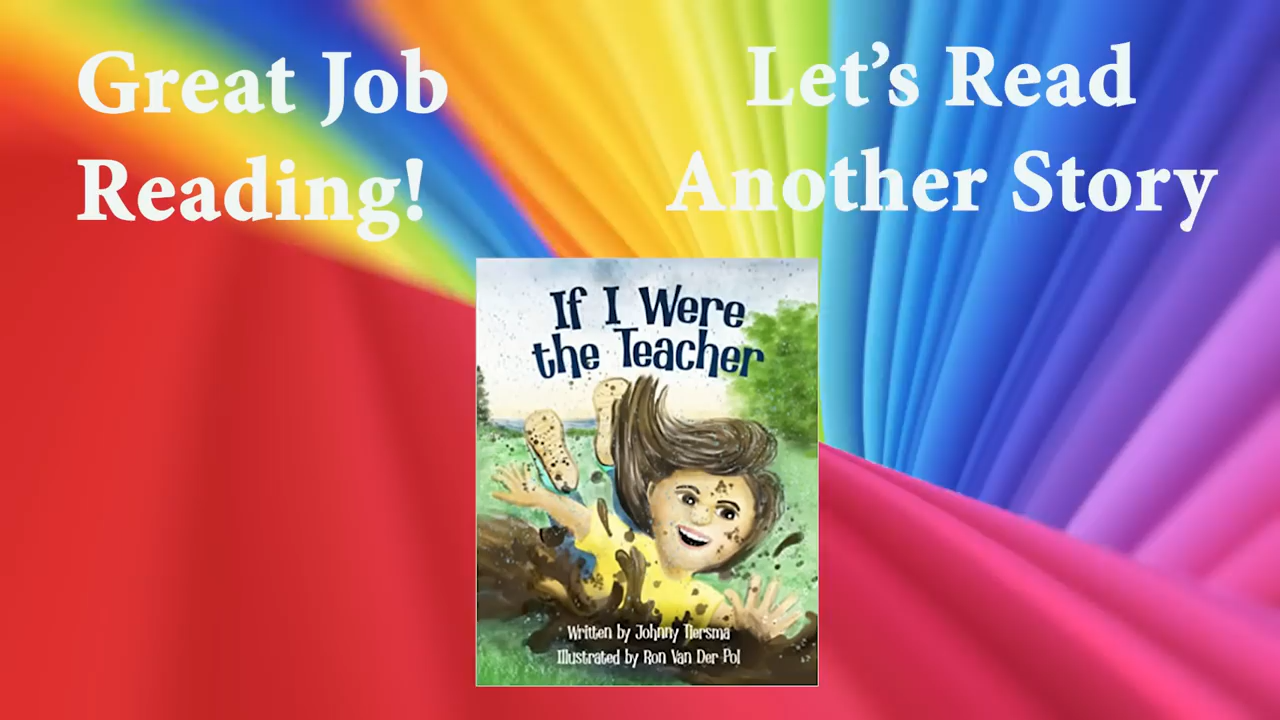 Great Job
Reading!
Let’s Read
Another Story
If I Were
the Teacher
Written by Johnny Tiersma
Illustrated by Ron Van Der Pol